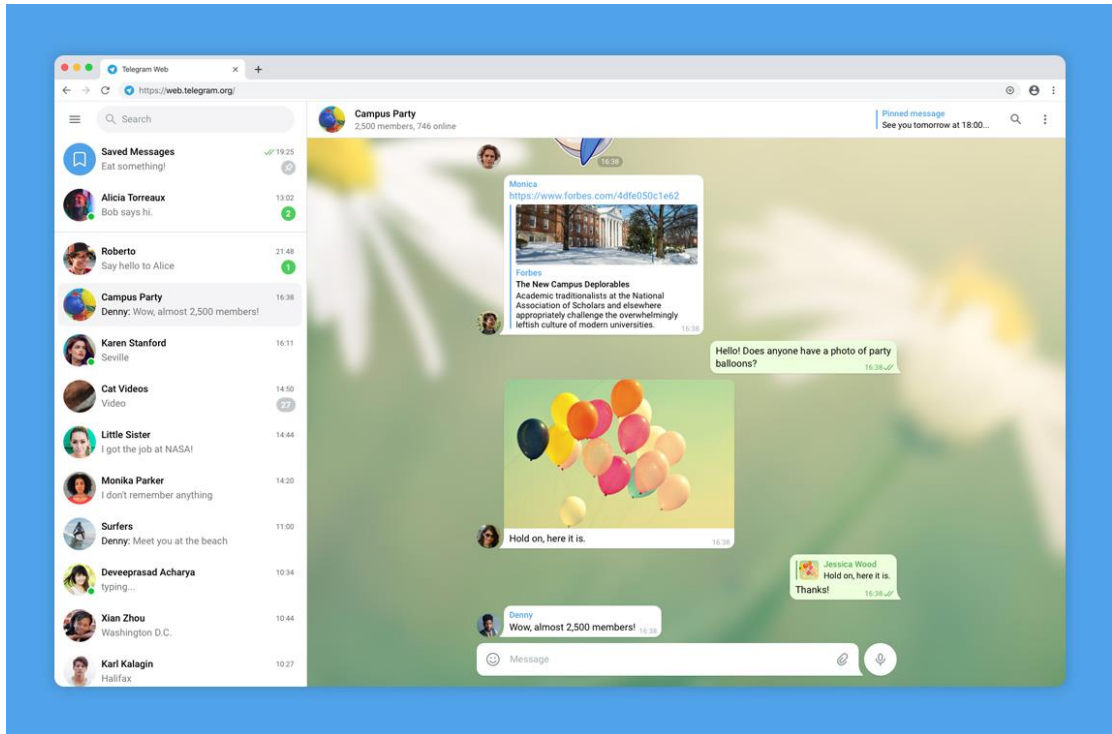 Telegram Web
https://web.telegram.org/
Search
Saved Messages
19:25
Eat something!
Alicia Torreaux
13:02
Bob says hi.
2
Roberto
21:48
Say hello to Alice
1
Campus Party
16:38
Denny: Wow, almost 2,500 members!
Karen Stanford
16:11
Seville
Cat Videos
14:50
Video
27
Little Sister
14:44
I got the job at NASA!
Monika Parker
14:20
I don't remember anything
Surfers
11:00
Denny: Meet you at the beach
Deveeprasad Acharya
10:34
typing...
Xian Zhou
10:44
Washington D.C.
Karl Kalagin
10:27
Halifax
Campus Party
2,500 members, 746 online
Pinned message
See you tomorrow at 18:00...
16:38
Monica
https://www.forbes.com/4dfe050c1e62
Forbes
The New Campus Deplorables
Academic traditionalists at the National
Association of Scholars and elsewhere
appropriately challenge the overwhelmingly
leftish culture of modern universities.
16:38
Hello! Does anyone have a photo of party
balloons?
16:38
Hold on, here it is.
16:38
Jessica Wood
Hold on, here it is.
Thanks!
16:38
Denny
Wow, almost 2,500 members!
16:38
Message